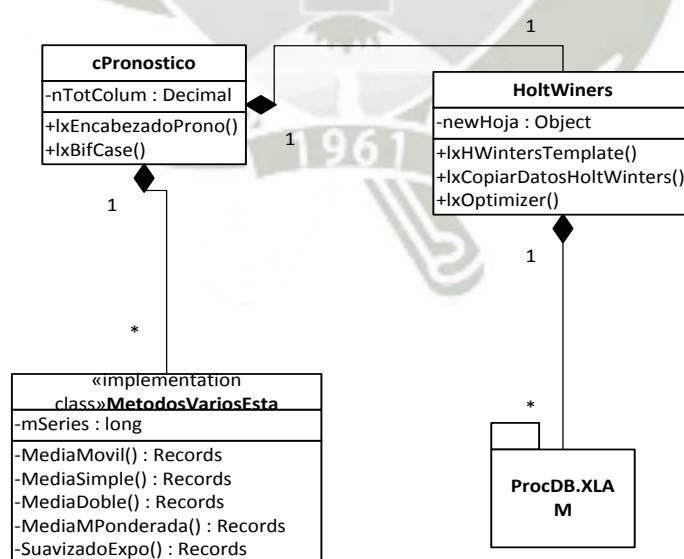 1
cPronostico
-nTotColum : Decimal
+lxEncabezadoProno()
+lxBifCase()
1
1961
HoltWiners
-newHoja : Object
+lxHWintersTemplate()
+lxCopiarDatosHoltWinters()
+lxOptimizer()
1
1
*
«implementation
class»MetodosVariosEsta
-mSeries : long
-MediaMovil() : Records
-MediaSimple() : Records
-MediaDoble() : Records
-MediaMPonderada() : Records
-SuavizadoExpo() : Records
*
ProcDB.XLA
M